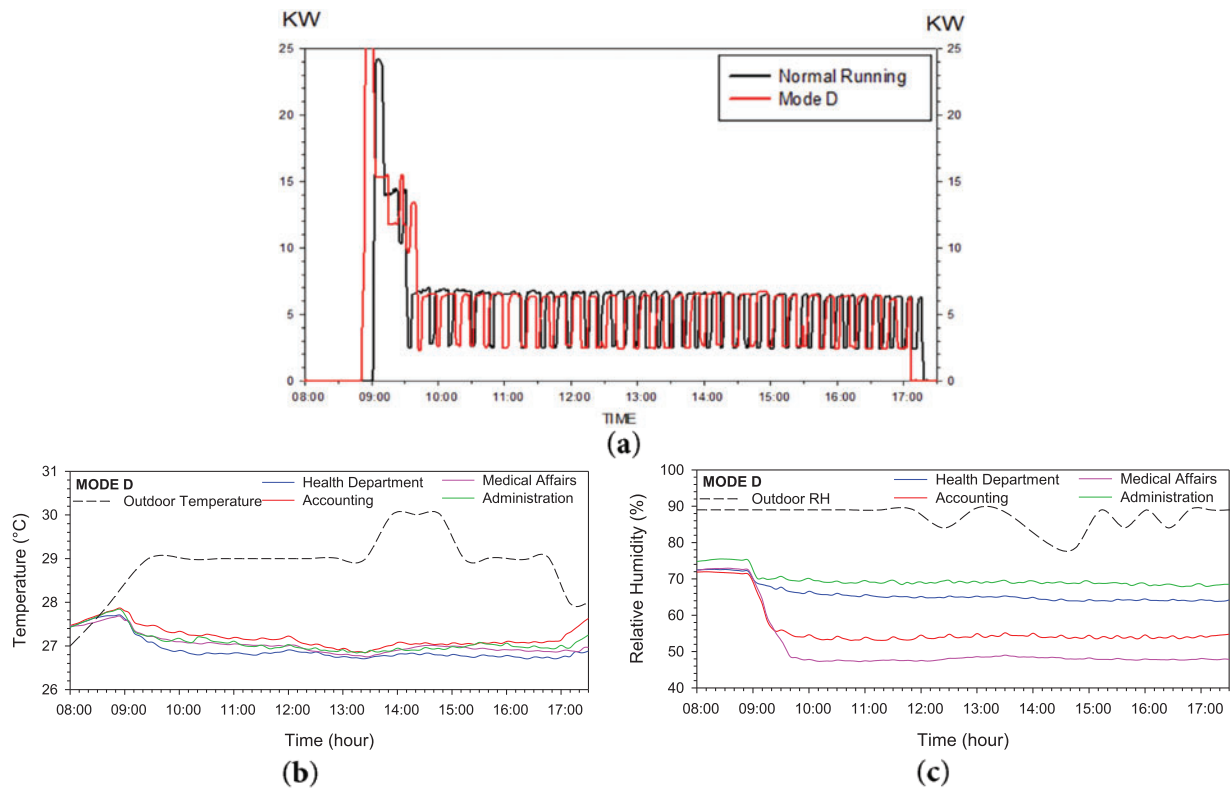 KW
KW
25
20
15
10
5
0
25
20
15
10
5
0
Normal Running
Mode D
08:00 09:00 10:00 11:00 12:00 13:00 14:00 15:00 16:00 17:00
TIME
(a)
MODE D
Outdoor Temperature
Health Department
Accounting
Medical Affairs
Administration
Temperature (°C)
31
30
29
28
27
26
08:00 09:00 10:00 11:00 12:00 13:00 14:00 15:00 16:00 17:00
Time (hour)
(b)
MODE D
Outdoor RH
Health Department
Accounting
Medical Affairs
Administration
Relative Humidity (%)
100
90
80
70
60
50
40
08:00 09:00 10:00 11:00 12:00 13:00 14:00 15:00 16:00 17:00
Time (hour)
(c)